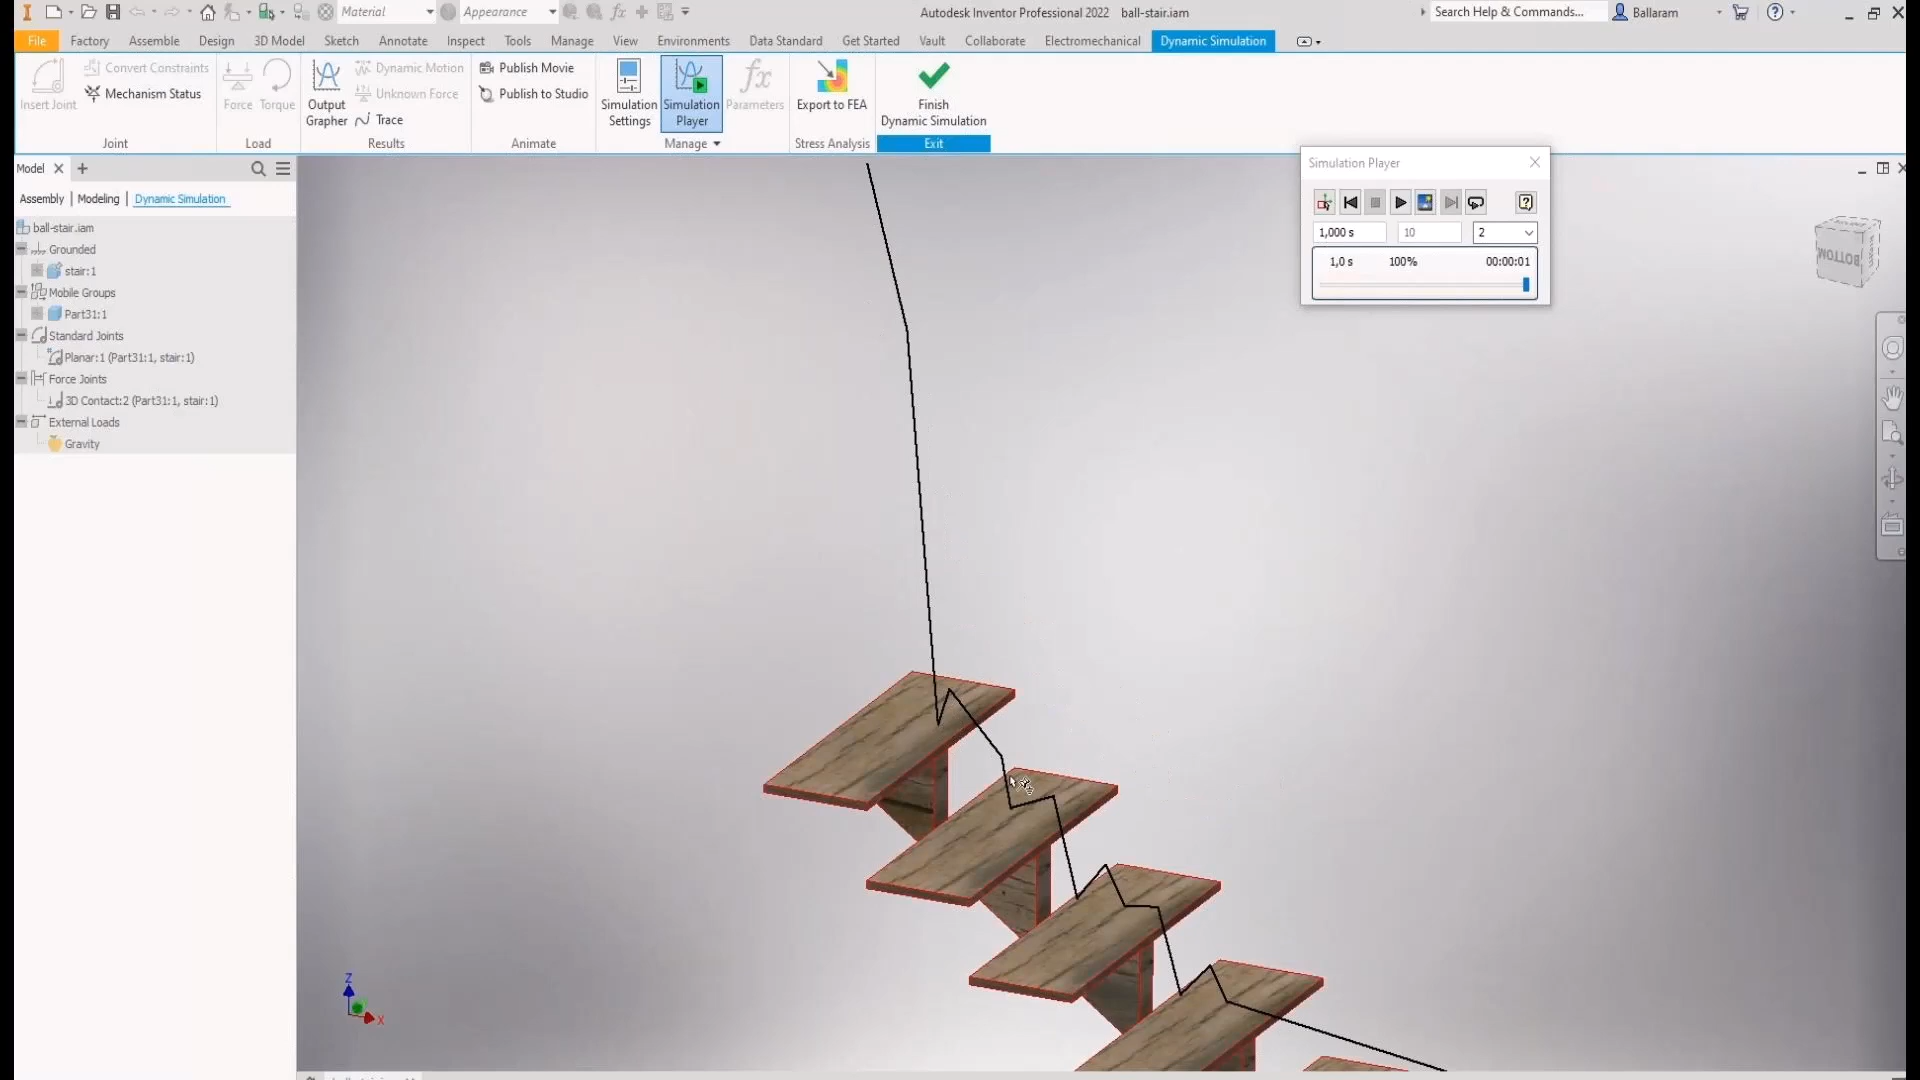 Material
Appearance
fx
Autodesk Inventor Professional 2022 ball-stair.iam
Search Help & Commands...
Ballaram
File Factory Assemble Design 3D Model Sketch Annotate Inspect Tools Manage View Environments Data Standard Get Started Vault Collaborate Electromechanical Dynamic Simulation
Insert Joint
Convert Constraints
Mechanism Status
Joint
Force
Torque
Load
Output Grapher
Dynamic Motion
Unknown Force
Trace
Results
Publish Movie
Publish to Studio
Animate
Simulation Settings
Simulation Player
fx
Parameters
Manage
Export to FEA
Stress Analysis
Finish
Dynamic Simulation
Exit
Model
Assembly | Modeling | Dynamic Simulation
ball-stair.iam
Grounded
stair:1
Mobile Groups
Part31:1
Standard Joints
Planar:1 (Part31:1, stair:1)
Force Joints
3D Contact:2 (Part31:1, stair:1)
External Loads
Gravity
Simulation Player
1,000 s 10 2
1,0 s 100% 00:00:01
BOTTOM
Z
X